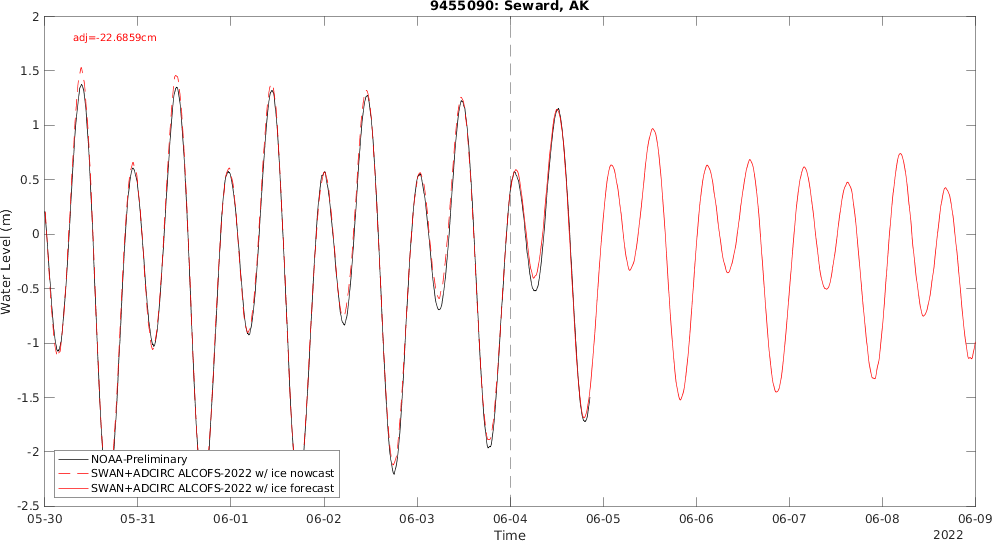 9455090: Seward, AK
adj=-22.6859cm
Water Level (m)
2
1.5
1
0.5
0
-0.5
-1
-1.5
-2
-2.5
NOAA-Preliminary
SWAN+ADCIRC ALCOFS-2022 w/ ice nowcast
SWAN+ADCIRC ALCOFS-2022 w/ ice forecast
05-30 05-31 06-01 06-02 06-03 06-04 06-05 06-06 06-07 06-08 06-09
Time
2022